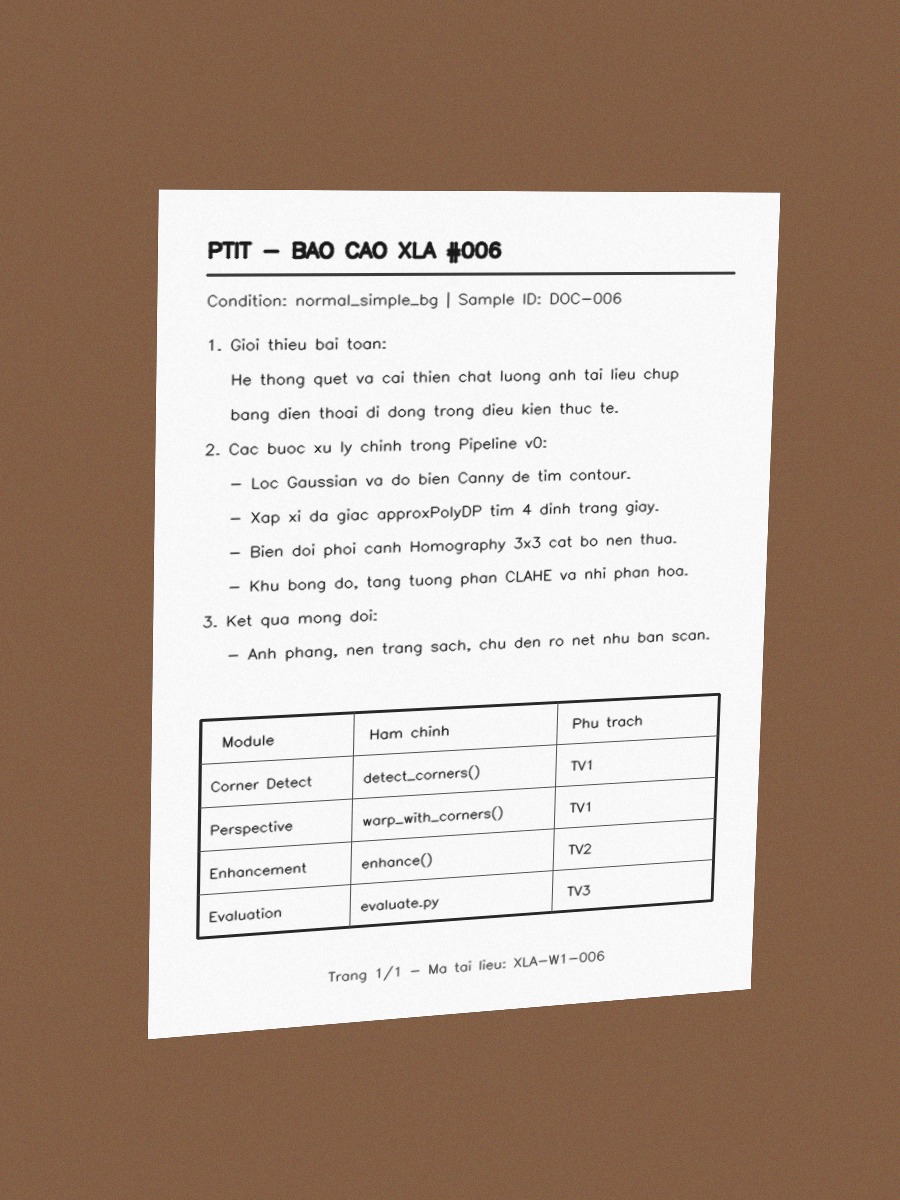 PTIT - BAO CAO XLA #006
Condition: normal_simple_bg | Sample ID: DOC-006
1. Gioi thieu bai toan:
He thong quet va cai thien chat luong anh tai lieu chup
bang dien thoai di dong trong dieu kien thuc te.
2. Cac buoc xu ly chinh trong Pipeline v0:
- Loc Gaussian va do bien Canny de tim contour.
- Xap xi da giac approxPolyDP tim 4 dinh trang giay.
- Bien doi phoi canh Homography 3x3 cat bo nen thua.
- Khu bong do, tang tuong phan CLAHE va nhi phan hoa.
3. Ket qua mong doi:
- Anh phang, nen trang sach, chu den ro net nhu ban scan.
Module Ham chinh Phu trach
Corner Detect detect_corners() TV1
Perspective warp_with_corners() TV1
Enhancement enhance() TV2
Evaluation evaluate.py TV3
Trang 1/1 - Ma tai lieu: XLA-W1-006